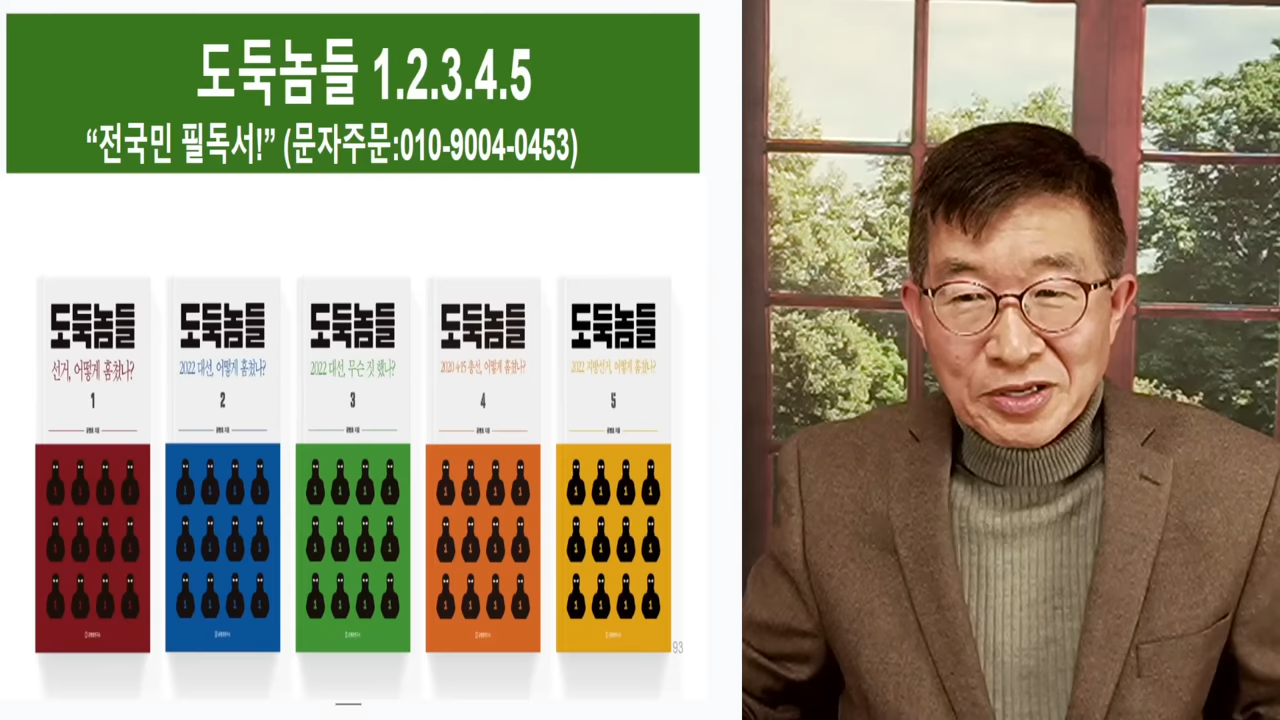 도둑놈들 1.2.3.4.5
“전국민 필독서!” (문자주문:010-9004-0453)
도둑놈들
선거, 어떻게 훔쳤나?
1
도둑놈들
2022 대선, 어떻게 훔쳤나?
2
도둑놈들
2022 대선, 무슨 짓 했나?
3
도둑놈들
2020 4·15 총선, 어떻게 훔쳤나?
4
도둑놈들
2022 지방선거, 어떻게 훔쳤나?
5
93